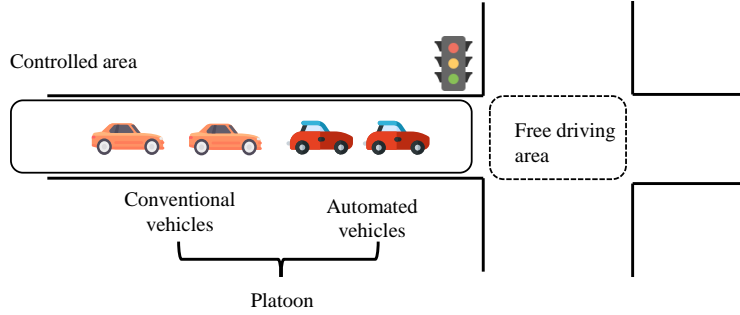 Controlled area
Free driving
area
Conventional
vehicles
Automated
vehicles
Platoon